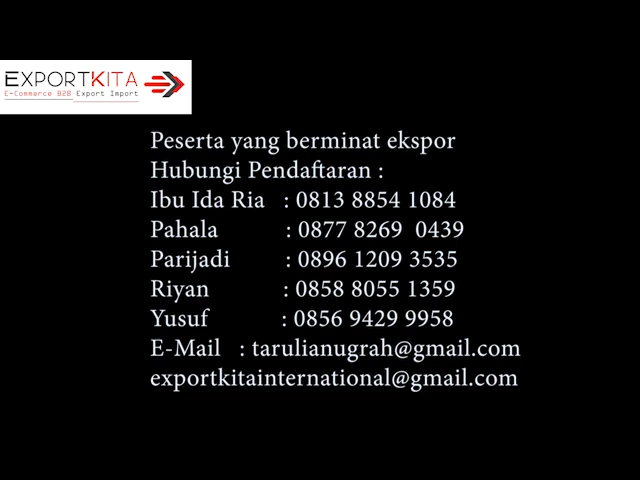 EXPORTKITA
E-Commerce B2B Export Import
Peserta yang berminat ekspor
Hubungi Pendaftaran :
Ibu Ida Ria : 0813 8854 1084
Pahala : 0877 8269 0439
Parijadi : 0896 1209 3535
Riyan : 0858 8055 1359
Yusuf : 0856 9429 9958
E-Mail : tarulianugrah@gmail.com
exportkitainternational@gmail.com